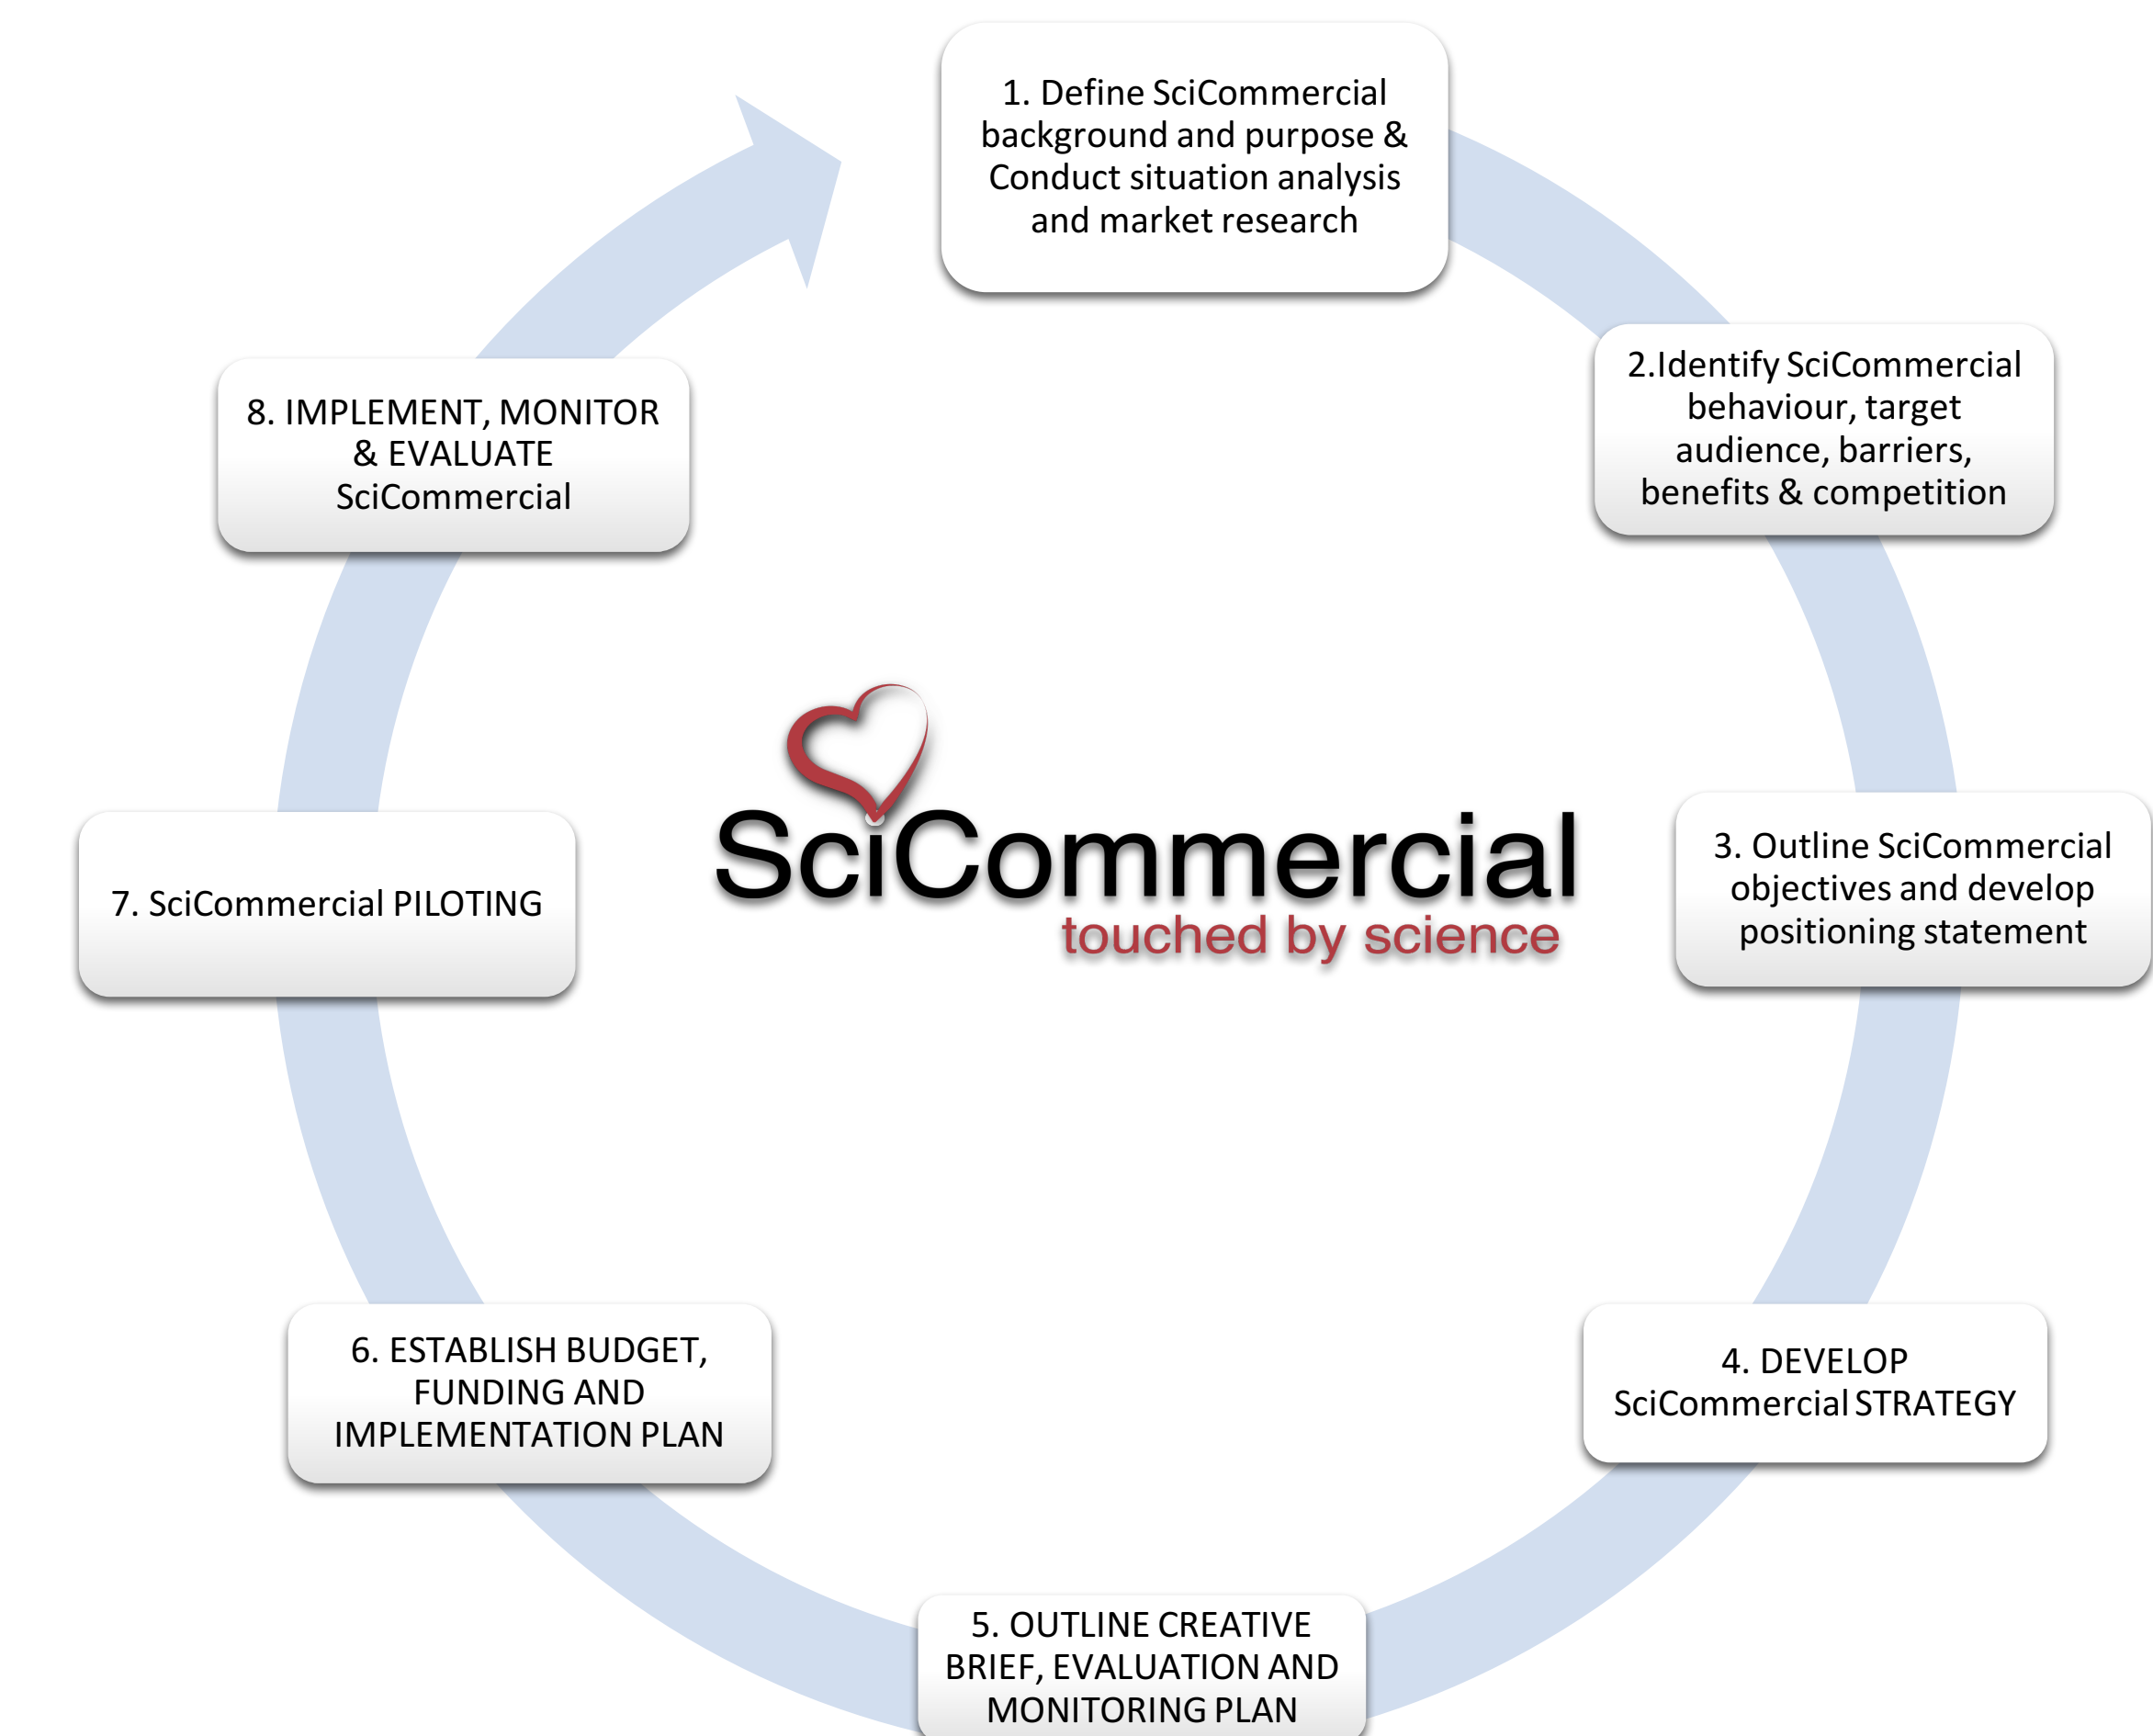 1. Define SciCommercial
background and purpose &
Conduct situation analysis
and market research
2.Identify SciCommercial
behaviour, target
audience, barriers,
benefits & competition
3. Outline SciCommercial
objectives and develop
positioning statement
4. DEVELOP
SciCommercial STRATEGY
5. OUTLINE CREATIVE
BRIEF, EVALUATION AND
MONITORING PLAN
6. ESTABLISH BUDGET,
FUNDING AND
IMPLEMENTATION PLAN
7. SciCommercial PILOTING
8. IMPLEMENT, MONITOR
& EVALUATE
SciCommercial
SciCommercial
touched by science